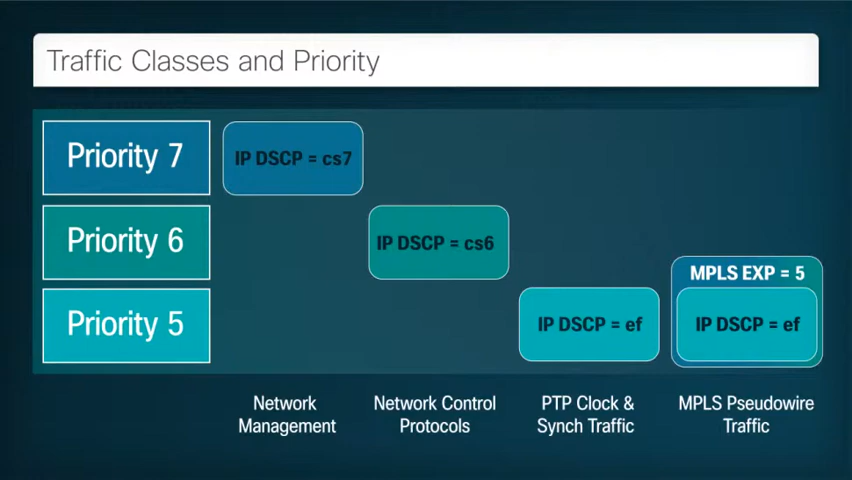 Traffic Classes and Priority
Priority 7
IP DSCP = cs7
Priority 6
IP DSCP = cs6
MPLS EXP = 5
Priority 5
IP DSCP = ef
IP DSCP = ef
Network
Management
Network Control
Protocols
PTP Clock &
Synch Traffic
MPLS Pseudowire
Traffic